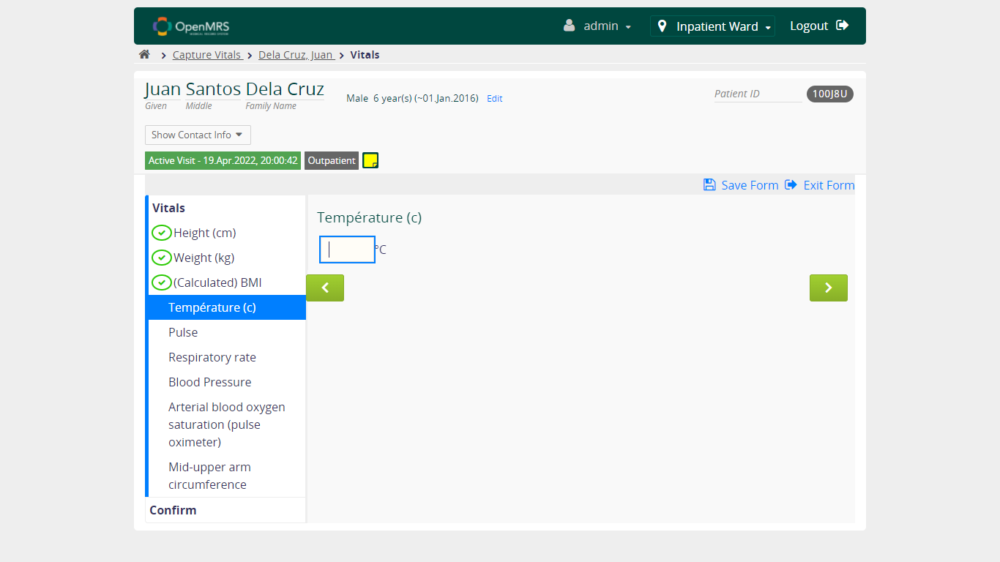 OpenMRS
admin
Inpatient Ward
Logout
Capture Vitals
Dela Cruz, Juan
Vitals
Juan Santos Dela Cruz
Given Middle Family Name
Male 6 year(s) (~01.Jan.2016) Edit
Patient ID 100J8U
Show Contact Info
Active Visit - 19.Apr.2022, 20:00:42 Outpatient
Save Form Exit Form
Vitals
Height (cm)
Weight (kg)
(Calculated) BMI
Température (c)
Pulse
Respiratory rate
Blood Pressure
Arterial blood oxygen
saturation (pulse
oximeter)
Mid-upper arm
circumference
Confirm
Température (c)
°C